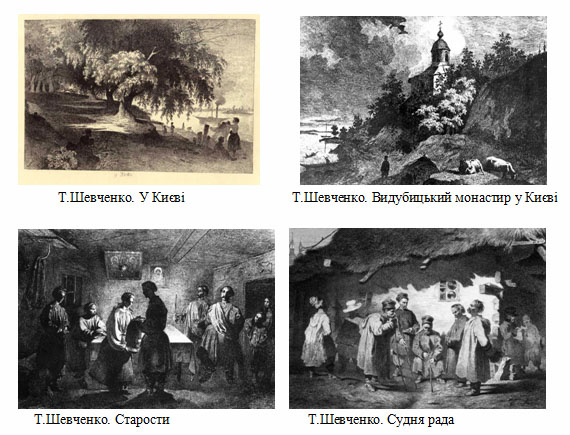 Т.Шевченко. У Києві
Т.Шевченко. Видубицький монастир у Києві
Т.Шевченко. Старости
Т.Шевченко. Судня рада